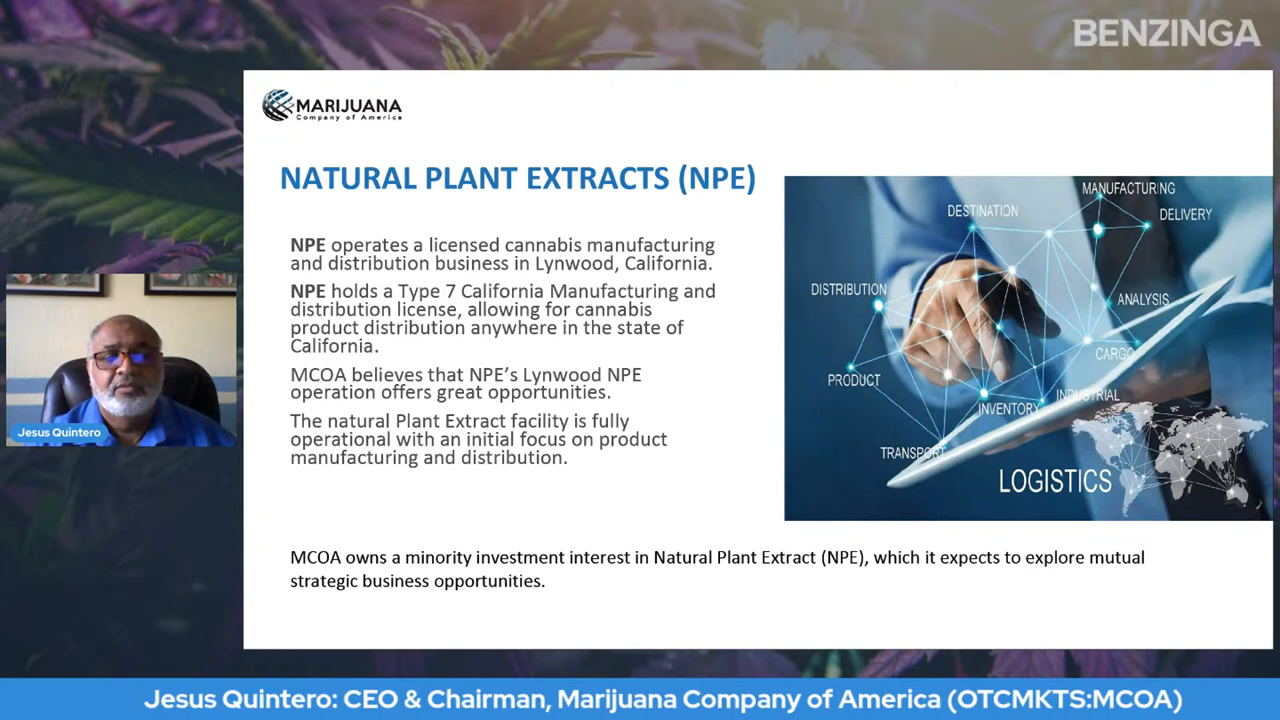 BENZINGA
MARIJUANA
Company of America
NATURAL PLANT EXTRACTS (NPE)
NPE operates a licensed cannabis manufacturing
and distribution business in Lynwood, California.
NPE holds a Type 7 California Manufacturing and
distribution license, allowing for cannabis
product distribution anywhere in the state of
California.
MCOA believes that NPE’s Lynwood NPE
operation offers great opportunities.
The natural Plant Extract facility is fully
operational with an initial focus on product
manufacturing and distribution.
MANUFACTURING
DESTINATION
DELIVERY
DISTRIBUTION
ANALYSIS
CARGO
PRODUCT
INDUSTRIAL
INVENTORY
TRANSPORT
LOGISTICS
MCOA owns a minority investment interest in Natural Plant Extract (NPE), which it expects to explore mutual
strategic business opportunities.
Jesus Quintero
Jesus Quintero: CEO & Chairman, Marijuana Company of America (OTCMKTS:MCOA)